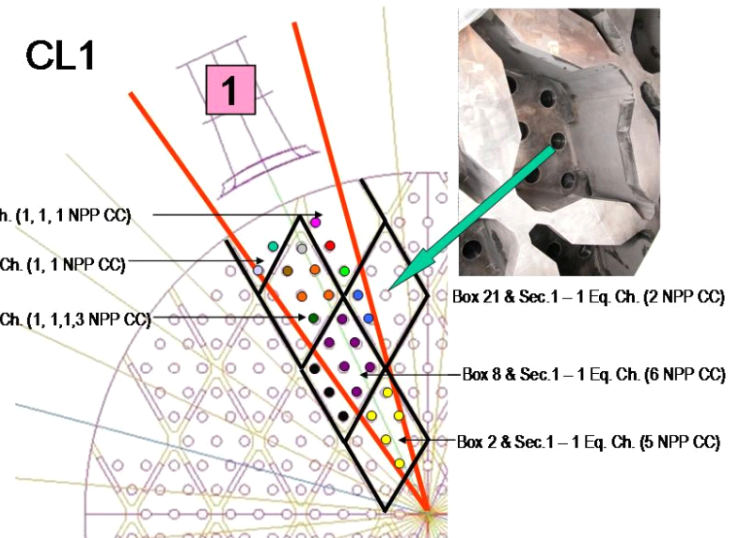 CL1
1
h. (1, 1, 1 NPP CC)
Ch. (1, 1 NPP CC)
Ch. (1, 1,1,3 NPP CC)
Box 21 & Sec.1 – 1 Eq. Ch. (2 NPP CC)
Box 8 & Sec.1 – 1 Eq. Ch. (6 NPP CC)
Box 2 & Sec.1 – 1 Eq. Ch. (5 NPP CC)